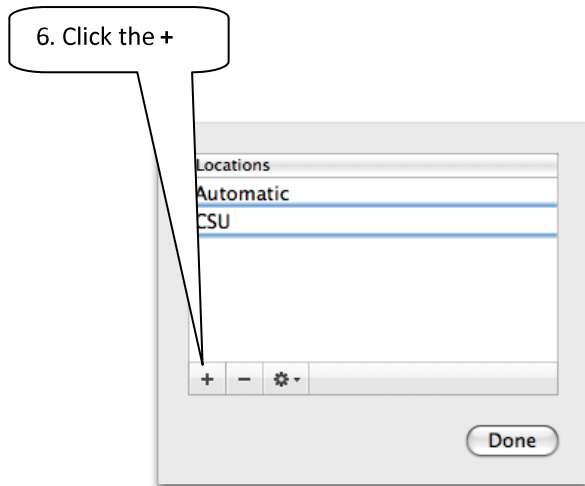 6. Click the +
Locations
Automatic
CSU
+ −
Done